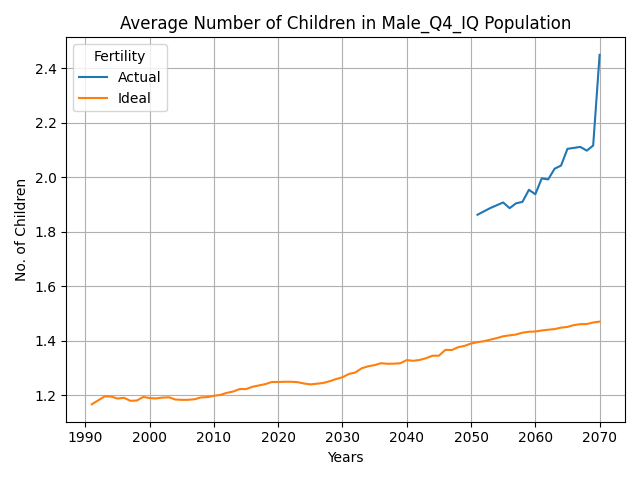 Average Number of Children in Male_Q4_IQ Population
Fertility
Actual
Ideal
No. of Children
2.4
2.2
2.0
1.8
1.6
1.4
1.2
1990 2000 2010 2020 2030 2040 2050 2060 2070
Years